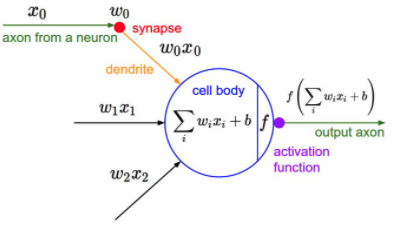 x₀
w₀
axon from a neuron
synapse
w₀x₀
dendrite
cell body
w₁x₁
∑ᵢ wᵢxᵢ + b
f
f(∑ᵢ wᵢxᵢ + b)
output axon
activation
function
w₂x₂